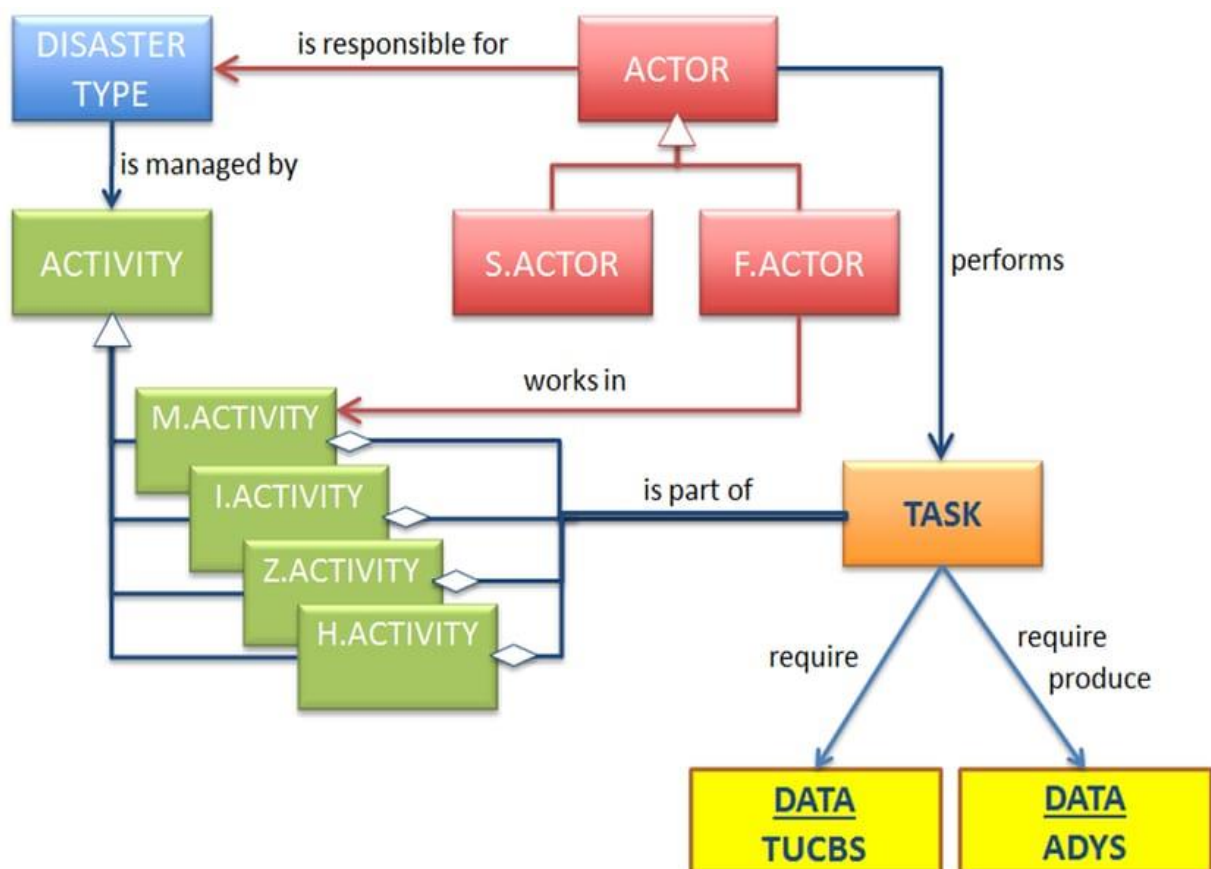 DISASTER
TYPE
is responsible for
ACTOR
is managed by
ACTIVITY
S.ACTOR
F.ACTOR
performs
works in
M.ACTIVITY
I.ACTIVITY
Z.ACTIVITY
H.ACTIVITY
is part of
TASK
require
require
produce
DATA
TUCBS
DATA
ADYS